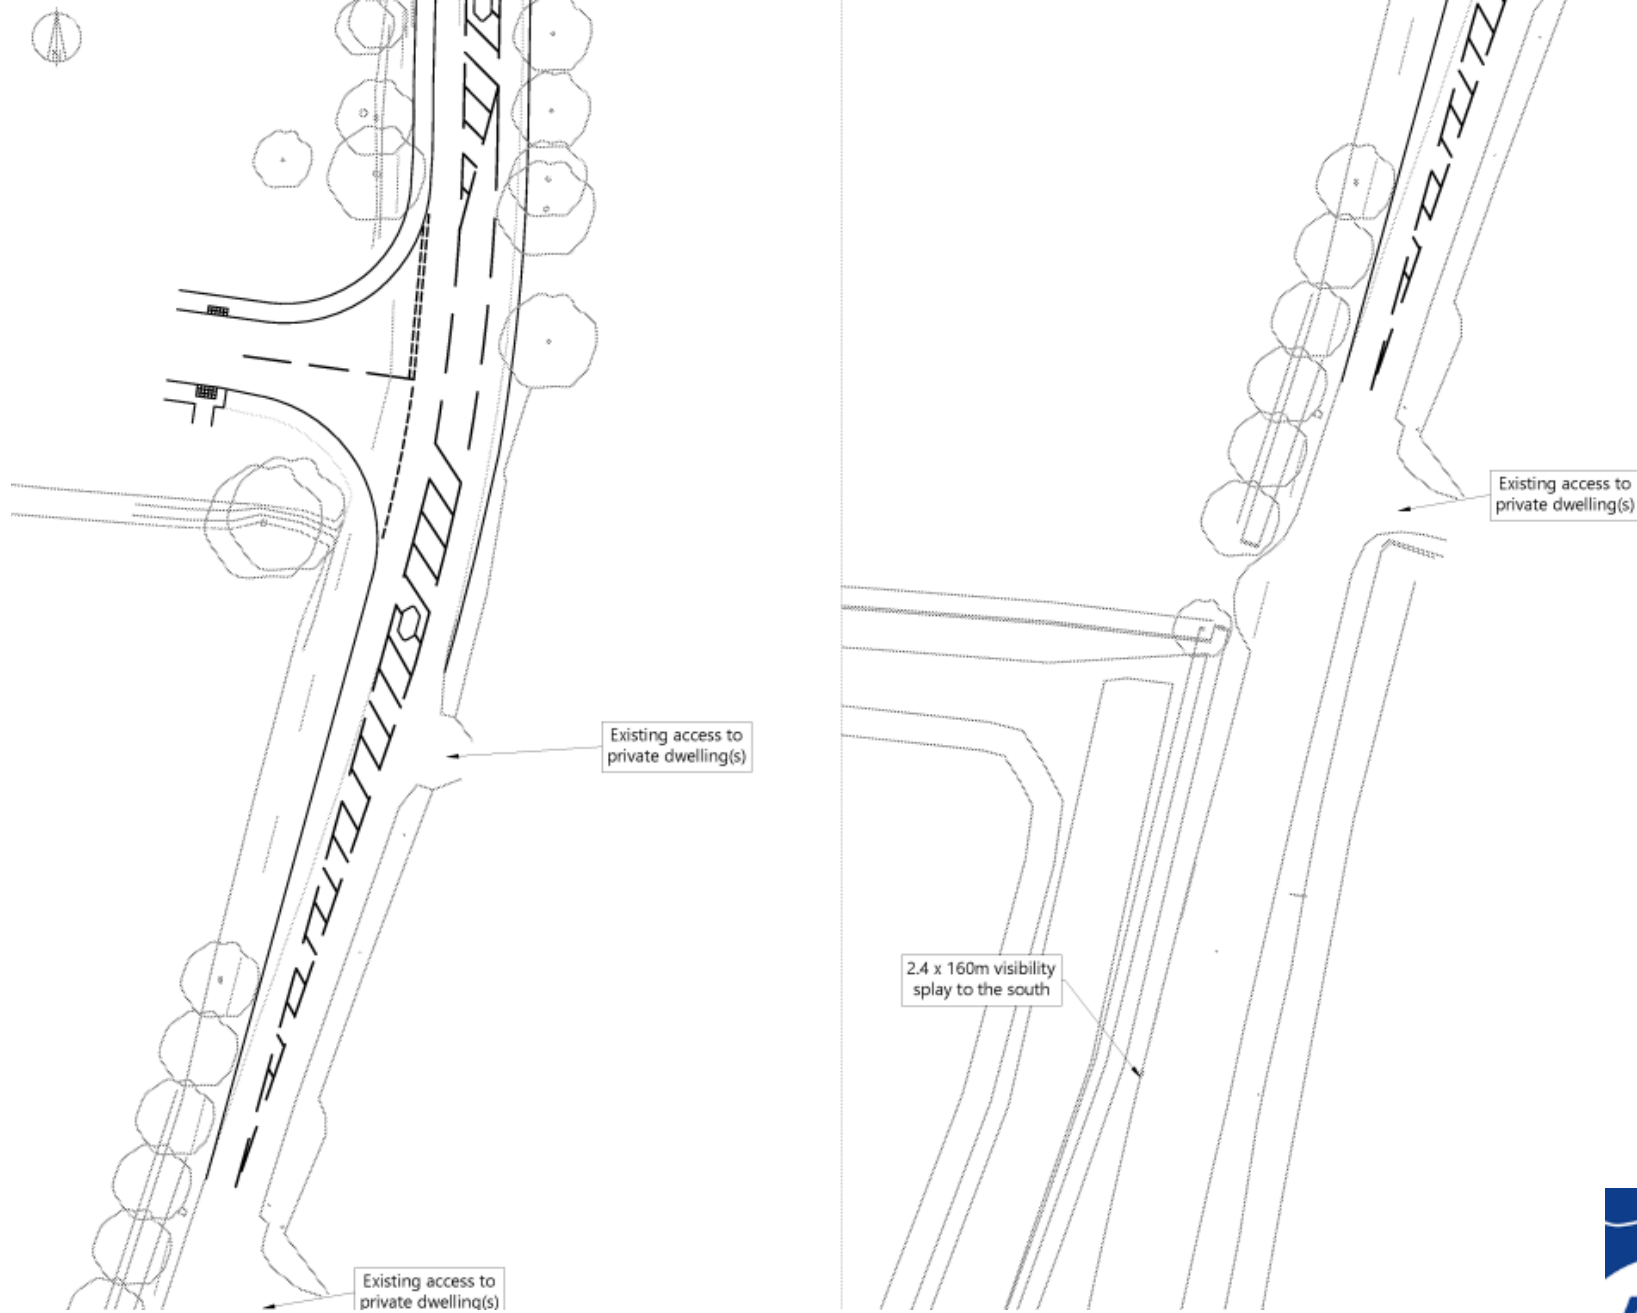 Existing access to
private dwelling(s)
Existing access to
private dwelling(s)
Existing access to
private dwelling(s)
2.4 x 160m visibility
splay to the south